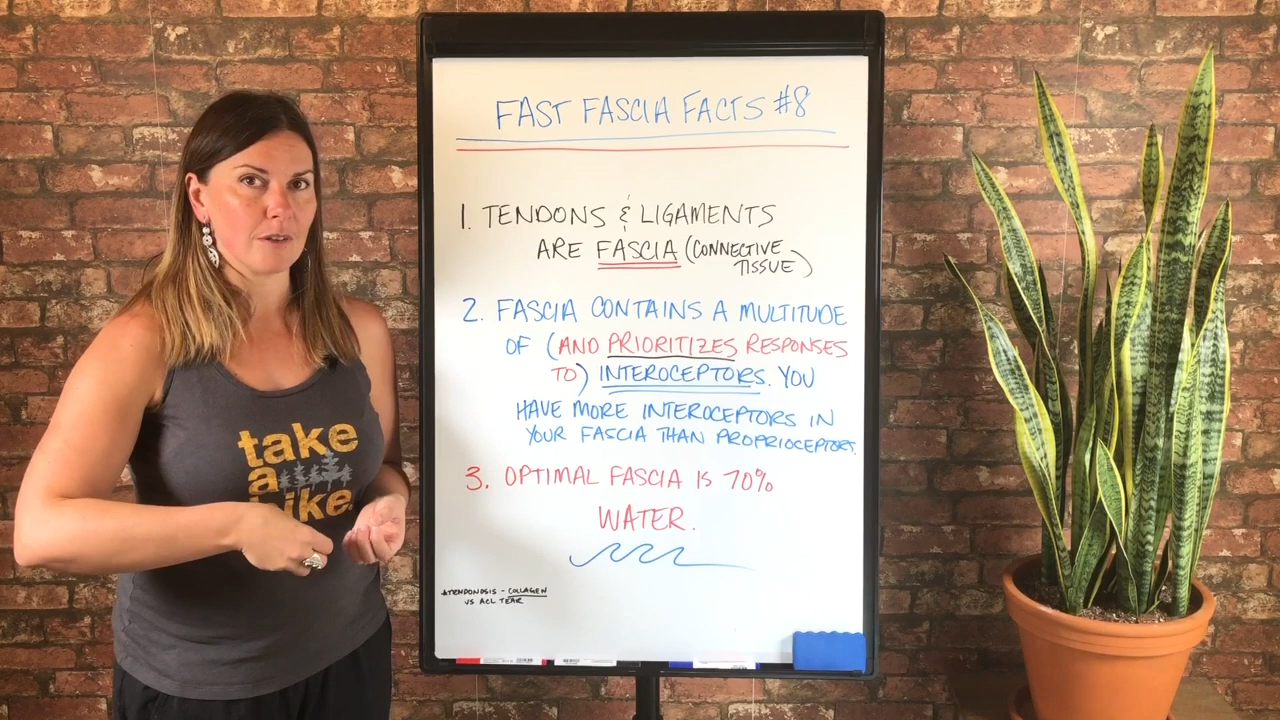 FAST FASCIA FACTS #8
1. TENDONS & LIGAMENTS
ARE FASCIA (CONNECTIVE
TISSUE)
2. FASCIA CONTAINS A MULTITUDE
OF (AND PRIORITIZES RESPONSES
TO) INTEROCEPTORS. YOU
HAVE MORE INTEROCEPTORS IN
YOUR FASCIA THAN PROPRIOCEPTORS.
3. OPTIMAL FASCIA IS 70%
WATER.
*TENDONOSIS - COLLAGEN
VS ACL TEAR
take
a
hike.